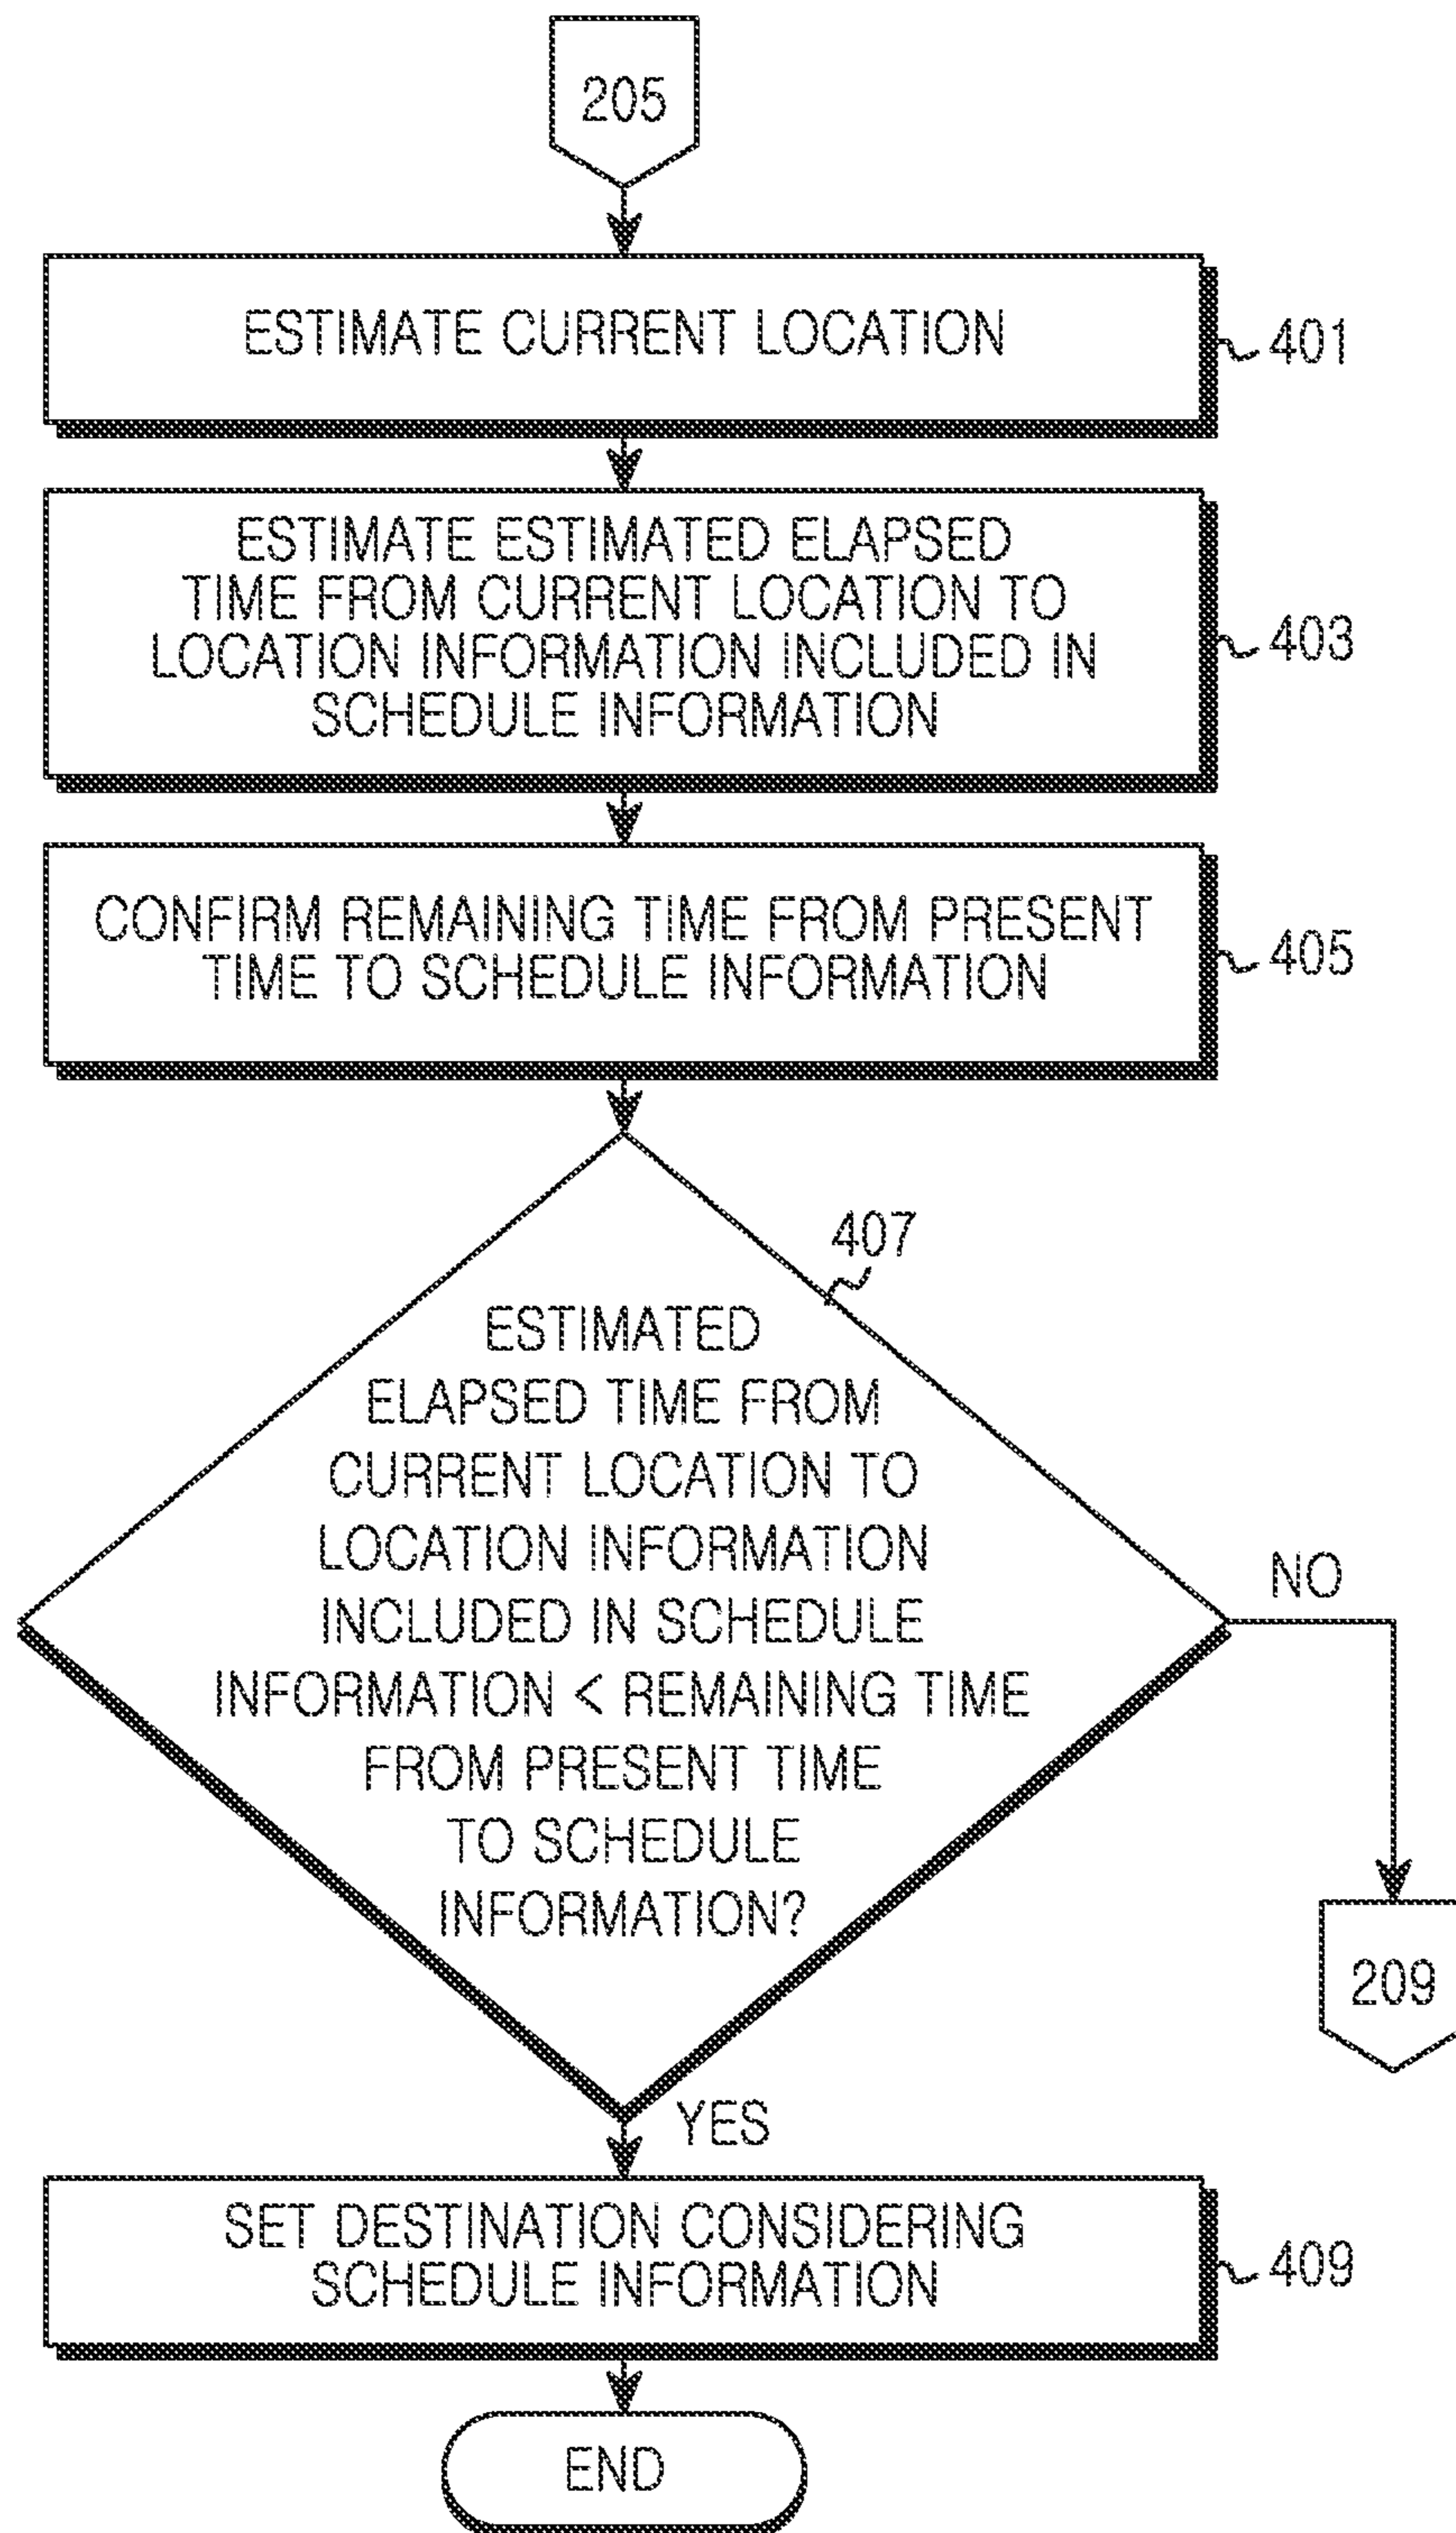 205
ESTIMATE CURRENT LOCATION
401
ESTIMATE ESTIMATED ELAPSED
TIME FROM CURRENT LOCATION TO
LOCATION INFORMATION INCLUDED IN
SCHEDULE INFORMATION
403
CONFIRM REMAINING TIME FROM PRESENT
TIME TO SCHEDULE INFORMATION
405
407
ESTIMATED
ELAPSED TIME FROM
CURRENT LOCATION TO
LOCATION INFORMATION
INCLUDED IN SCHEDULE
INFORMATION < REMAINING TIME
FROM PRESENT TIME
TO SCHEDULE
INFORMATION?
NO
209
YES
SET DESTINATION CONSIDERING
SCHEDULE INFORMATION
409
END